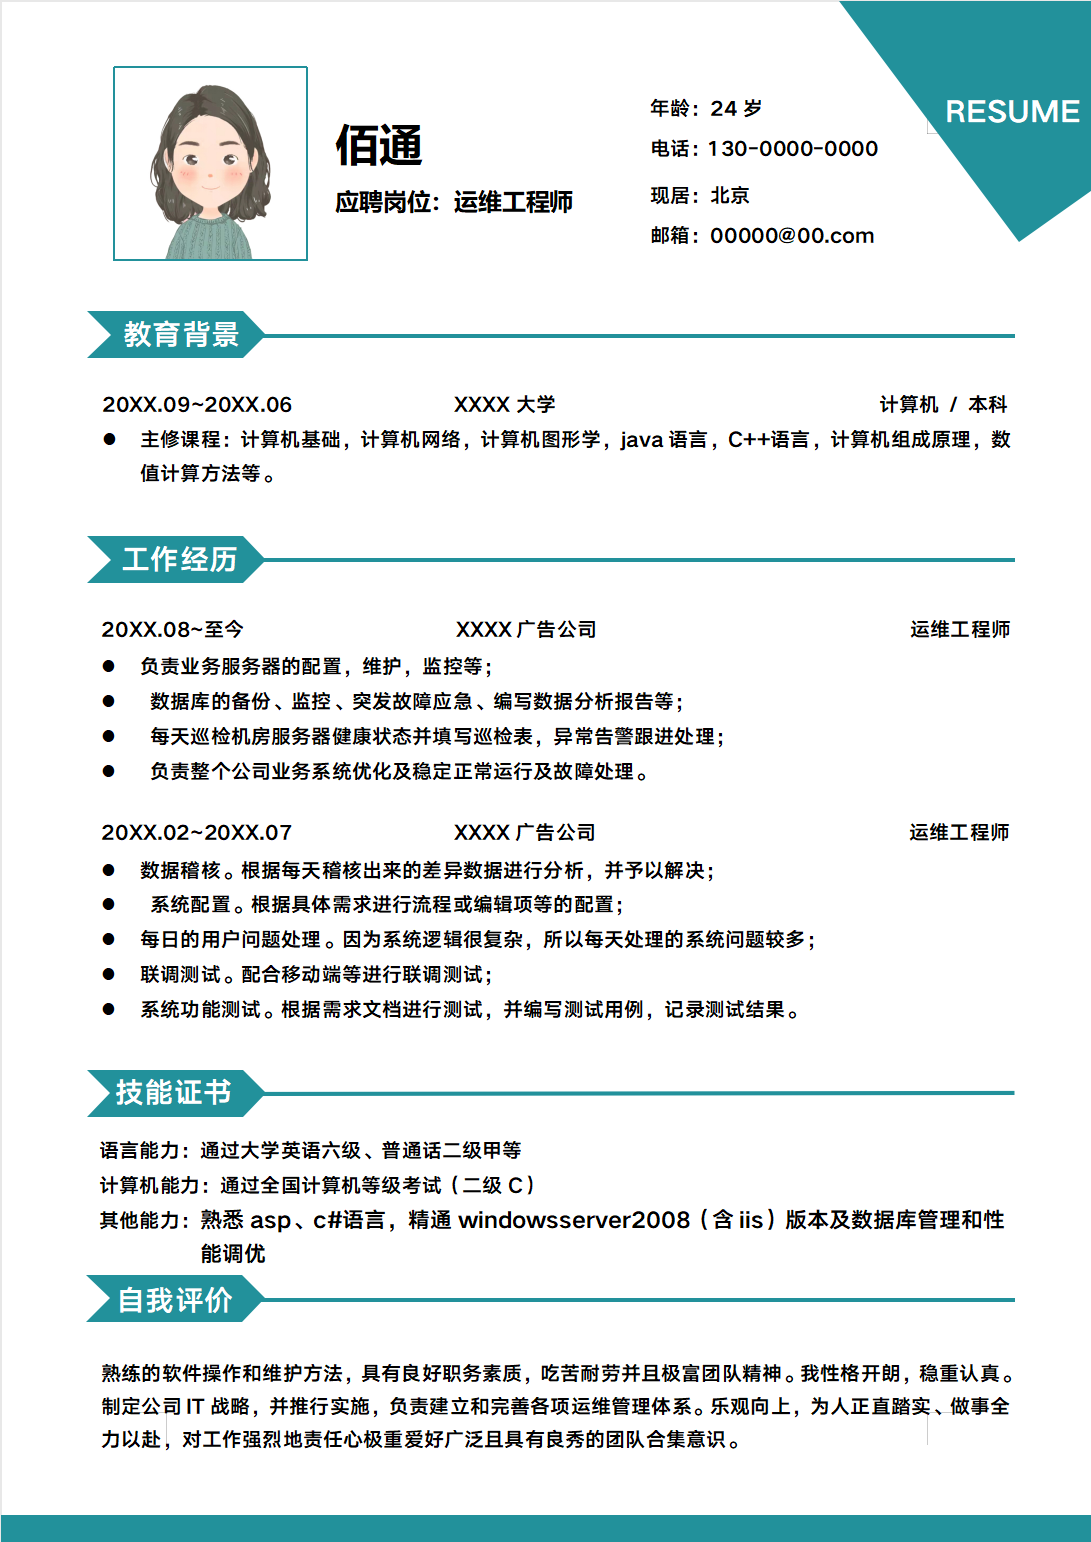 RESUME
佰通
应聘岗位：运维工程师
年龄：24 岁
电话：130-0000-0000
现居：北京
邮箱：00000@00.com
教育背景
20XX.09~20XX.06 XXXX 大学 计算机 / 本科
● 主修课程：计算机基础，计算机网络，计算机图形学，java 语言，C++语言，计算机组成原理，数
值计算方法等。
工作经历
20XX.08~至今 XXXX 广告公司 运维工程师
● 负责业务服务器的配置，维护，监控等；
● 数据库的备份、监控、突发故障应急、编写数据分析报告等；
● 每天巡检机房服务器健康状态并填写巡检表，异常告警跟进处理；
● 负责整个公司业务系统优化及稳定正常运行及故障处理。
20XX.02~20XX.07 XXXX 广告公司 运维工程师
● 数据稽核。根据每天稽核出来的差异数据进行分析，并予以解决；
● 系统配置。根据具体需求进行流程或编辑项等的配置；
● 每日的用户问题处理。因为系统逻辑很复杂，所以每天处理的系统问题较多；
● 联调测试。配合移动端等进行联调测试；
● 系统功能测试。根据需求文档进行测试，并编写测试用例，记录测试结果。
技能证书
语言能力：通过大学英语六级、普通话二级甲等
计算机能力：通过全国计算机等级考试（二级 C）
其他能力：熟悉 asp、c#语言，精通 windowsserver2008（含 iis）版本及数据库管理和性
能调优
自我评价
熟练的软件操作和维护方法，具有良好职务素质，吃苦耐劳并且极富团队精神。我性格开朗，稳重认真。
制定公司 IT 战略，并推行实施，负责建立和完善各项运维管理体系。乐观向上，为人正直踏实、做事全
力以赴，对工作强烈地责任心极重爱好广泛且具有良秀的团队合集意识。